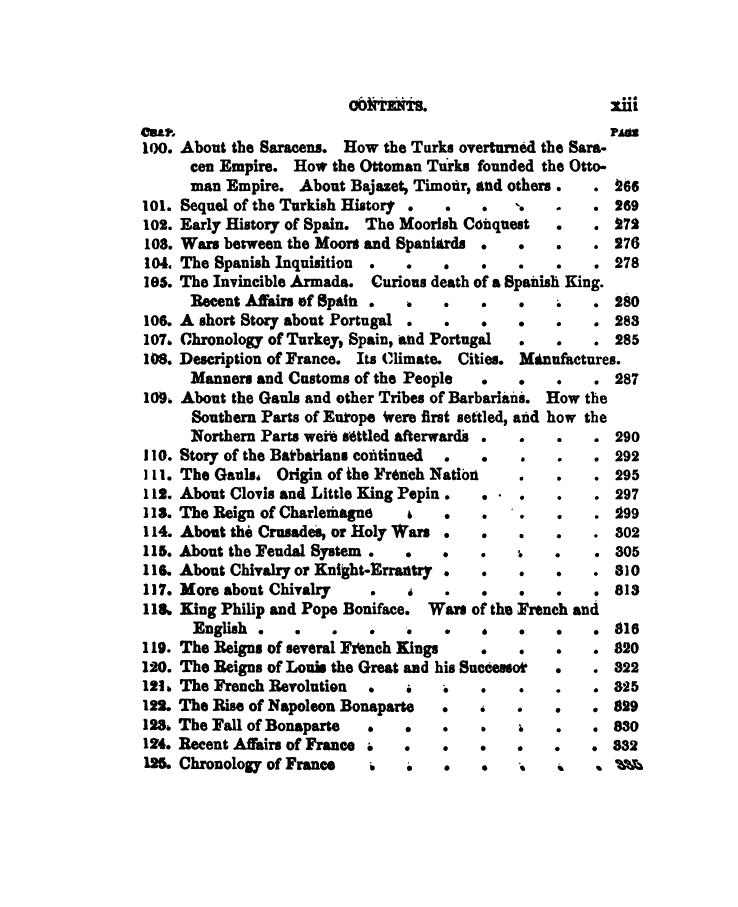 CONTENTS. xiii
CHAP. PAGE
100. About the Saracens. How the Turks overturned the Sara-
cen Empire. How the Ottoman Turks founded the Otto-
man Empire. About Bajazet, Timour, and others . . 266
101. Sequel of the Turkish History . . . . . . 269
102. Early History of Spain. The Moorish Conquest . . 272
103. Wars between the Moors and Spaniards . . . . 276
104. The Spanish Inquisition . . . . . . . 278
105. The Invincible Armada. Curious death of a Spanish King.
Recent Affairs of Spain . . . . . . . 280
106. A short Story about Portugal . . . . . . 283
107. Chronology of Turkey, Spain, and Portugal . . . 285
108. Description of France. Its Climate. Cities. Manufactures.
Manners and Customs of the People . . . . 287
109. About the Gauls and other Tribes of Barbarians. How the
Southern Parts of Europe were first settled, and how the
Northern Parts were settled afterwards . . . . 290
110. Story of the Barbarians continued . . . . . 292
111. The Gauls. Origin of the French Nation . . . 295
112. About Clovis and Little King Pepin . . . . . 297
113. The Reign of Charlemagne . . . . . . 299
114. About the Crusades, or Holy Wars . . . . . 302
115. About the Feudal System . . . . . . . 305
116. About Chivalry or Knight-Errantry . . . . . 310
117. More about Chivalry . . . . . . . 313
118. King Philip and Pope Boniface. Wars of the French and
English . . . . . . . . . . 316
119. The Reigns of several French Kings . . . . 320
120. The Reigns of Louis the Great and his Successor . . 322
121. The French Revolution . . . . . . . 325
122. The Rise of Napoleon Bonaparte . . . . . 329
123. The Fall of Bonaparte . . . . . . . 330
124. Recent Affairs of France . . . . . . . 332
125. Chronology of France . . . . . . . 335